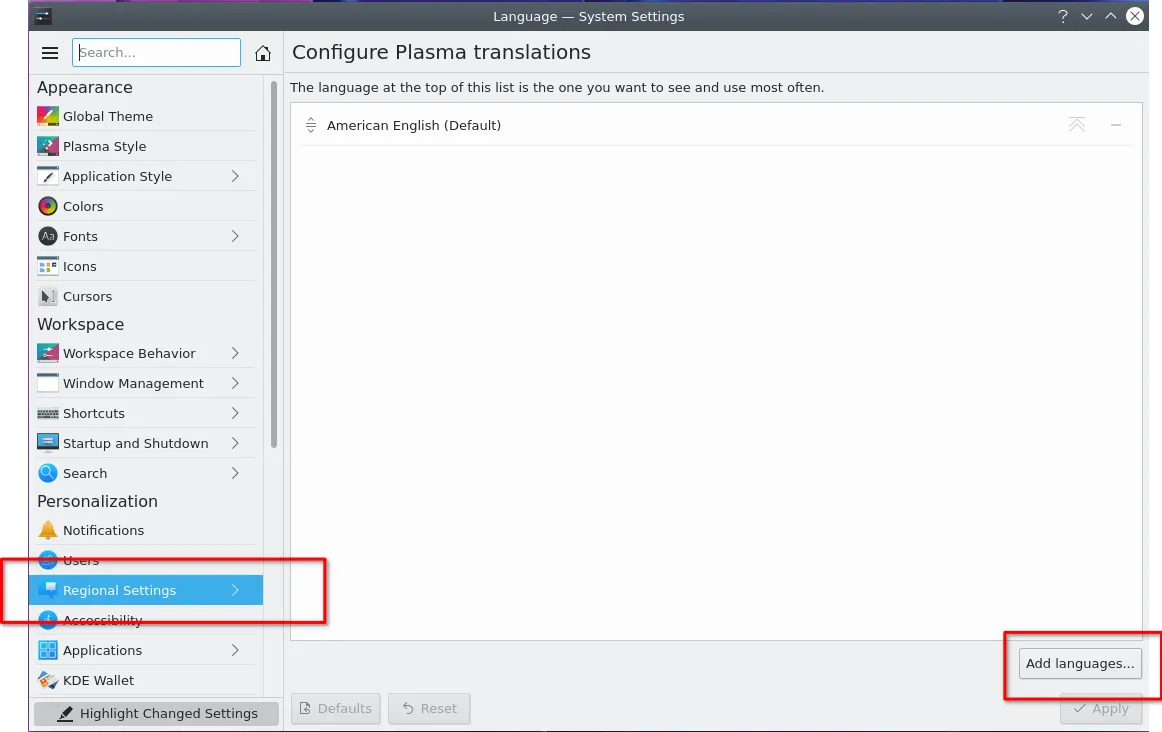 Language — System Settings
Search...
Configure Plasma translations
The language at the top of this list is the one you want to see and use most often.
American English (Default)
Appearance
Global Theme
Plasma Style
Application Style
Colors
Aa Fonts
Icons
Cursors
Workspace
Workspace Behavior
Window Management
Shortcuts
Startup and Shutdown
Search
Personalization
Notifications
Users
Regional Settings
Accessibility
Applications
KDE Wallet
Highlight Changed Settings
Add languages...
Defaults
Reset
Apply